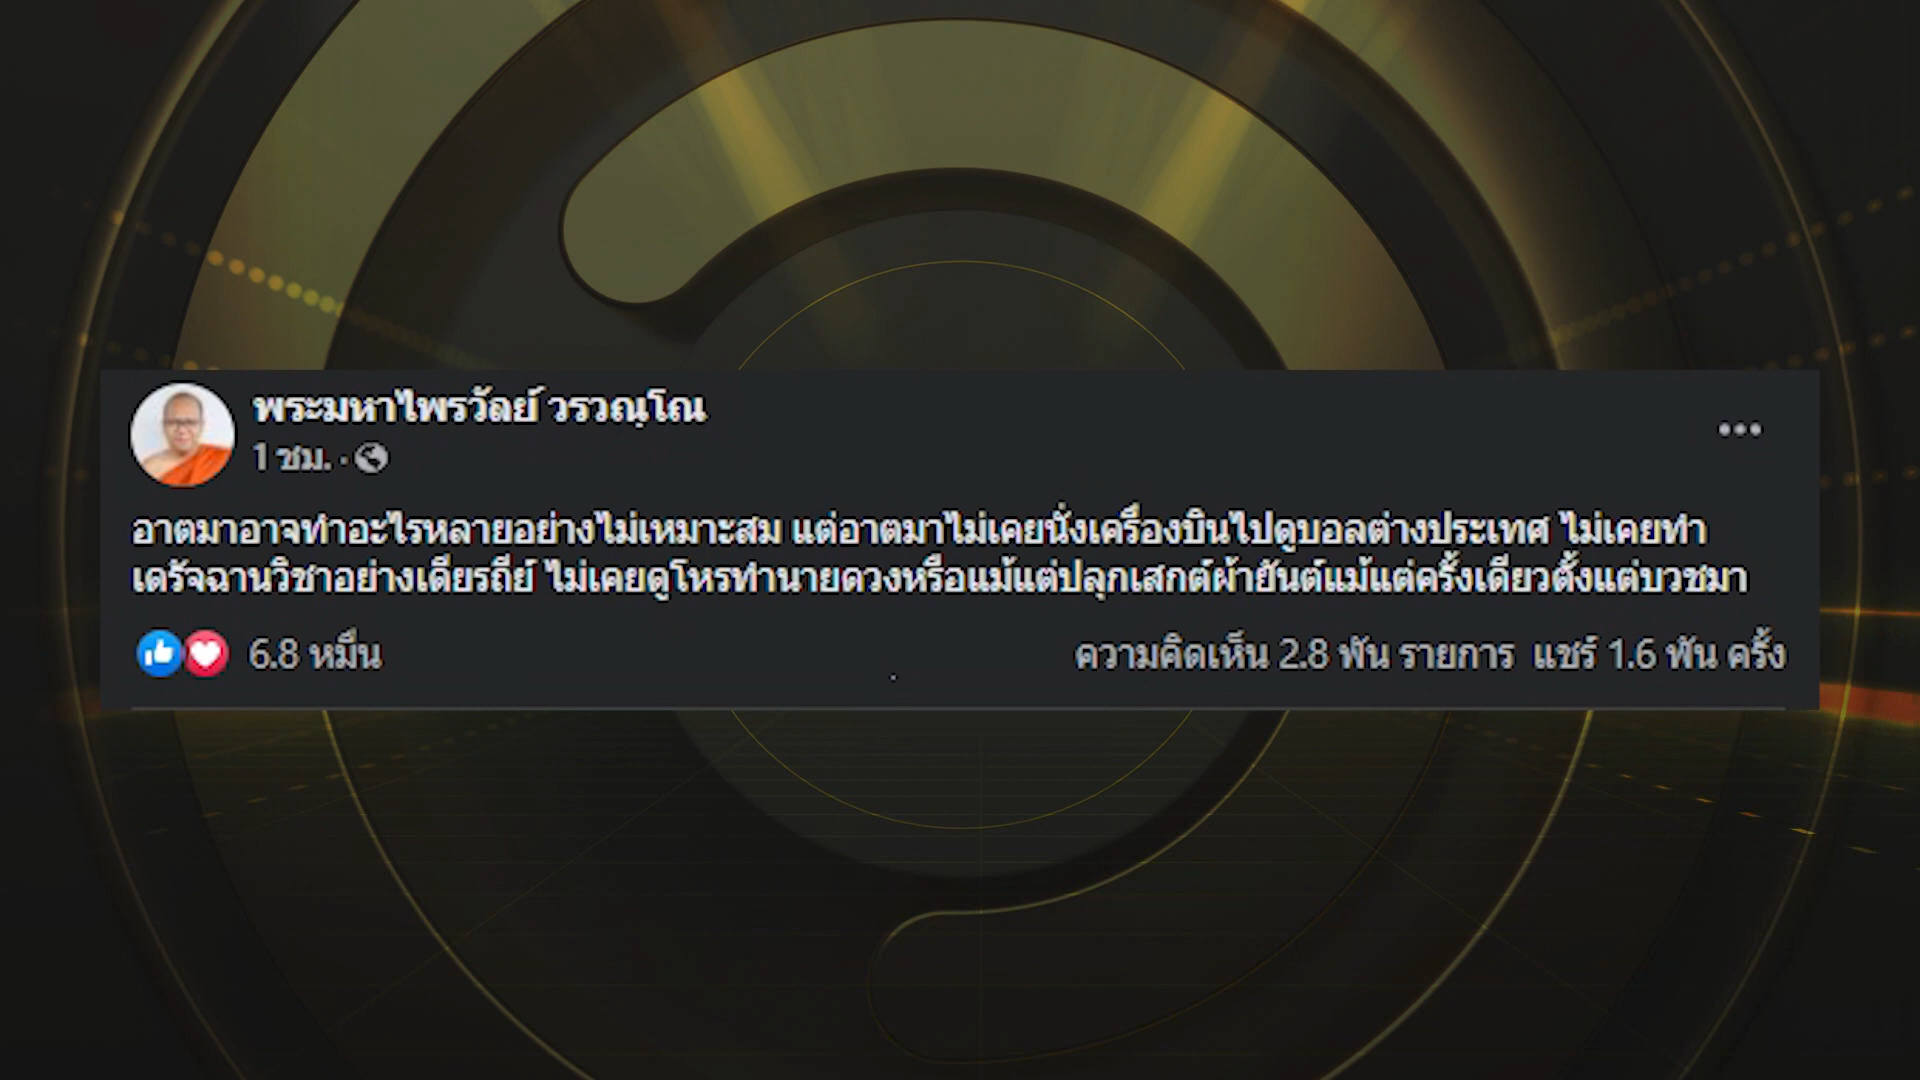 พระมหาไพรวัลย์ วรวณฺโณ
1 ชม.
อาตมาอาจทำอะไรหลายอย่างไม่เหมาะสม แต่อาตมาไม่เคยนั่งเครื่องบินไปดูบอลต่างประเทศ ไม่เคยทำ
เดรัจฉานวิชาอย่างเดียรถีย์ ไม่เคยดูโหรทำนายดวงหรือแม้แต่ปลุกเสกต์ผ้ายันต์แม้แต่ครั้งเดียวตั้งแต่บวชมา
6.8 หมื่น ความคิดเห็น 2.8 พัน รายการ แชร์ 1.6 พัน ครั้ง